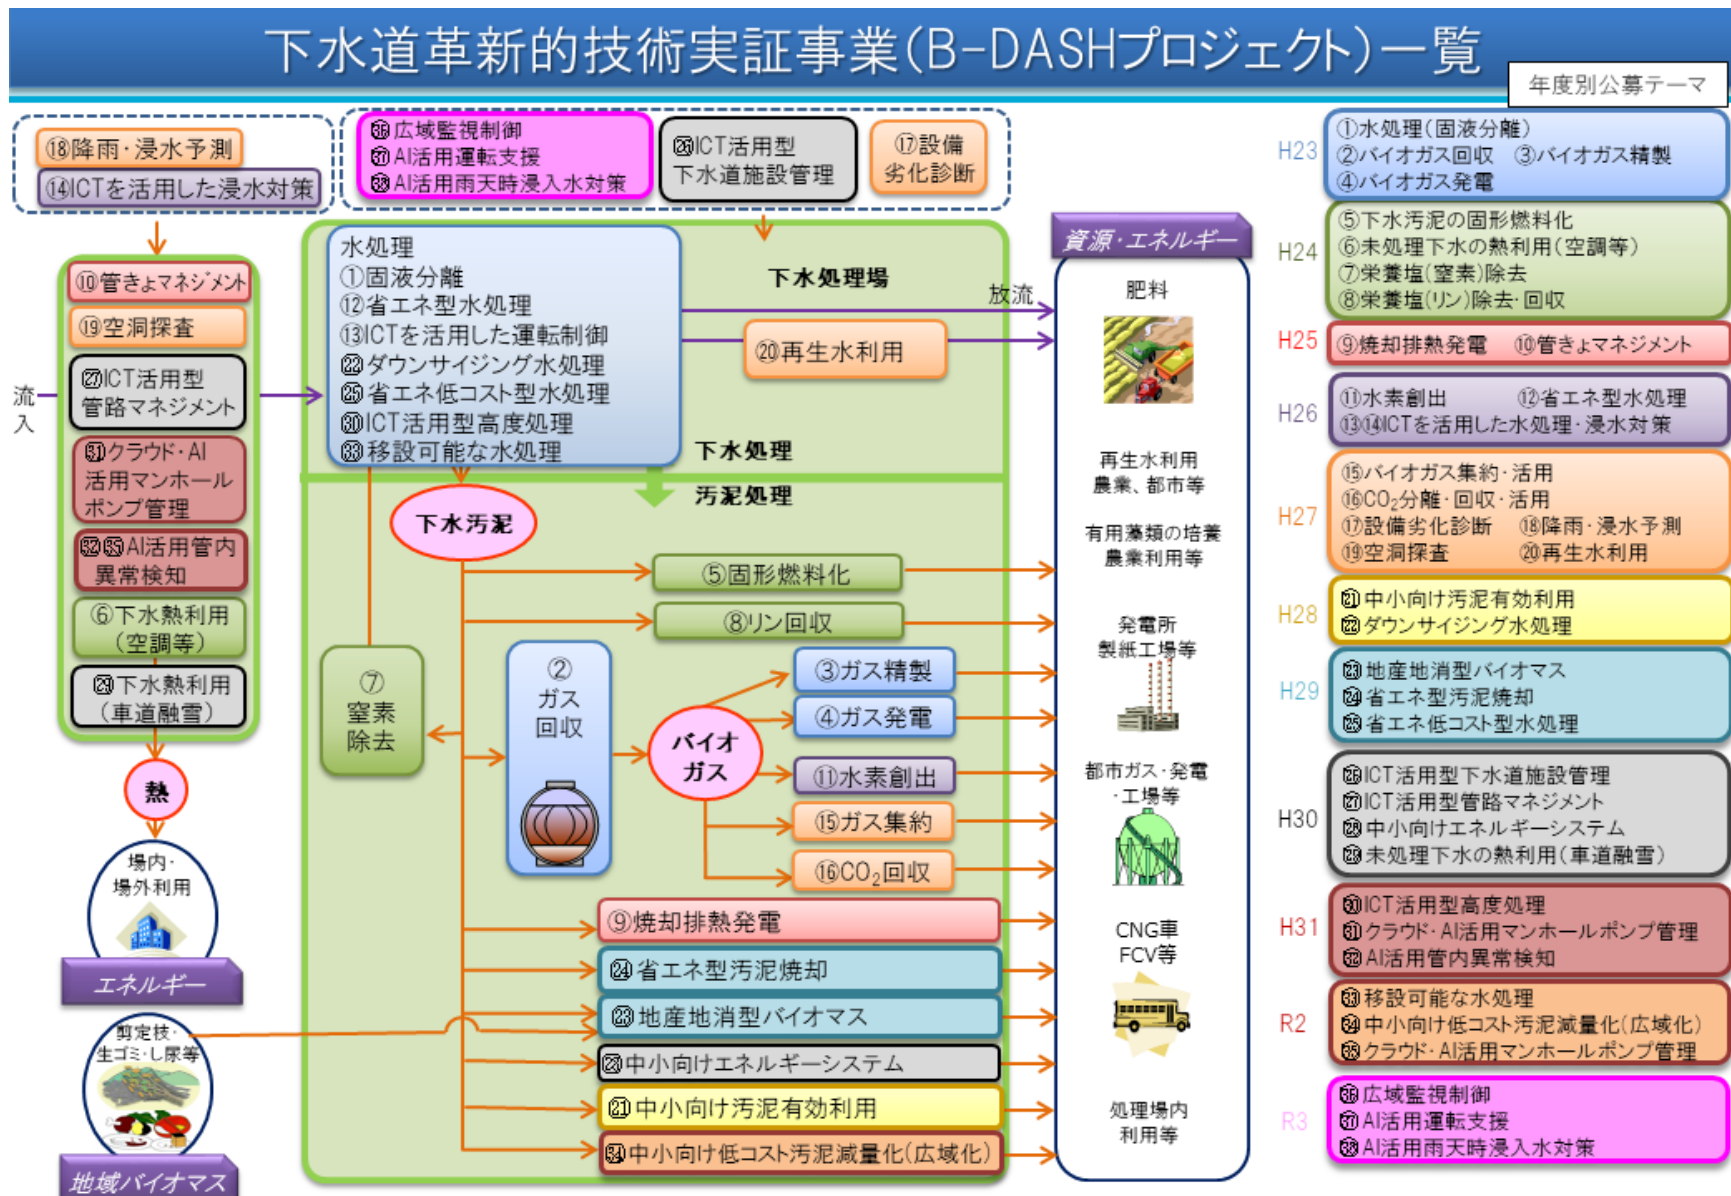 下水道革新的技術実証事業(B-DASHプロジェクト)一覧
年度別公募テーマ
⑱降雨・浸水予測
⑭ICTを活用した浸水対策
㊱広域監視制御
㊲AI活用運転支援
㊳AI活用雨天時浸入水対策
㉖ICT活用型
下水道施設管理
⑰設備
劣化診断
流
入
⑩管きょマネジメント
⑲空洞探査
㉗ICT活用型
管路マネジメント
㉛クラウド・AI
活用マンホール
ポンプ管理
㉜㉟AI活用管内
異常検知
⑥下水熱利用
(空調等)
㉙下水熱利用
(車道融雪)
熱
場内・
場外利用
エネルギー
剪定枝・
生ゴミ・し尿等
地域バイオマス
水処理
①固液分離
⑫省エネ型水処理
⑬ICTを活用した運転制御
㉒ダウンサイジング水処理
㉕省エネ低コスト型水処理
㉚ICT活用型高度処理
㉝移設可能な水処理
下水処理場
放流
⑳再生水利用
下水処理
汚泥処理
下水汚泥
⑤固形燃料化
⑧リン回収
⑦
窒素
除去
②
ガス
回収
バイオ
ガス
③ガス精製
④ガス発電
⑪水素創出
⑮ガス集約
⑯CO₂回収
⑨焼却排熱発電
㉔省エネ型汚泥焼却
㉓地産地消型バイオマス
㉘中小向けエネルギーシステム
㉑中小向け汚泥有効利用
㉞中小向け低コスト汚泥減量化(広域化)
資源・エネルギー
肥料
再生水利用
農業、都市等
有用藻類の培養
農業利用等
発電所
製紙工場等
都市ガス・発電
・工場等
CNG車
FCV等
処理場内
利用等
H23
①水処理(固液分離)
②バイオガス回収 ③バイオガス精製
④バイオガス発電
H24
⑤下水汚泥の固形燃料化
⑥未処理下水の熱利用(空調等)
⑦栄養塩(窒素)除去
⑧栄養塩(リン)除去・回収
H25
⑨焼却排熱発電 ⑩管きょマネジメント
H26
⑪水素創出 ⑫省エネ型水処理
⑬⑭ICTを活用した水処理・浸水対策
H27
⑮バイオガス集約・活用
⑯CO₂分離・回収・活用
⑰設備劣化診断 ⑱降雨・浸水予測
⑲空洞探査 ⑳再生水利用
H28
㉑中小向け汚泥有効利用
㉒ダウンサイジング水処理
H29
㉓地産地消型バイオマス
㉔省エネ型汚泥焼却
㉕省エネ低コスト型水処理
H30
㉖ICT活用型下水道施設管理
㉗ICT活用型管路マネジメント
㉘中小向けエネルギーシステム
㉙未処理下水の熱利用(車道融雪)
H31
㉚ICT活用型高度処理
㉛クラウド・AI活用マンホールポンプ管理
㉜AI活用管内異常検知
R2
㉝移設可能な水処理
㉞中小向け低コスト汚泥減量化(広域化)
㉟クラウド・AI活用マンホールポンプ管理
R3
㊱広域監視制御
㊲AI活用運転支援
㊳AI活用雨天時浸入水対策